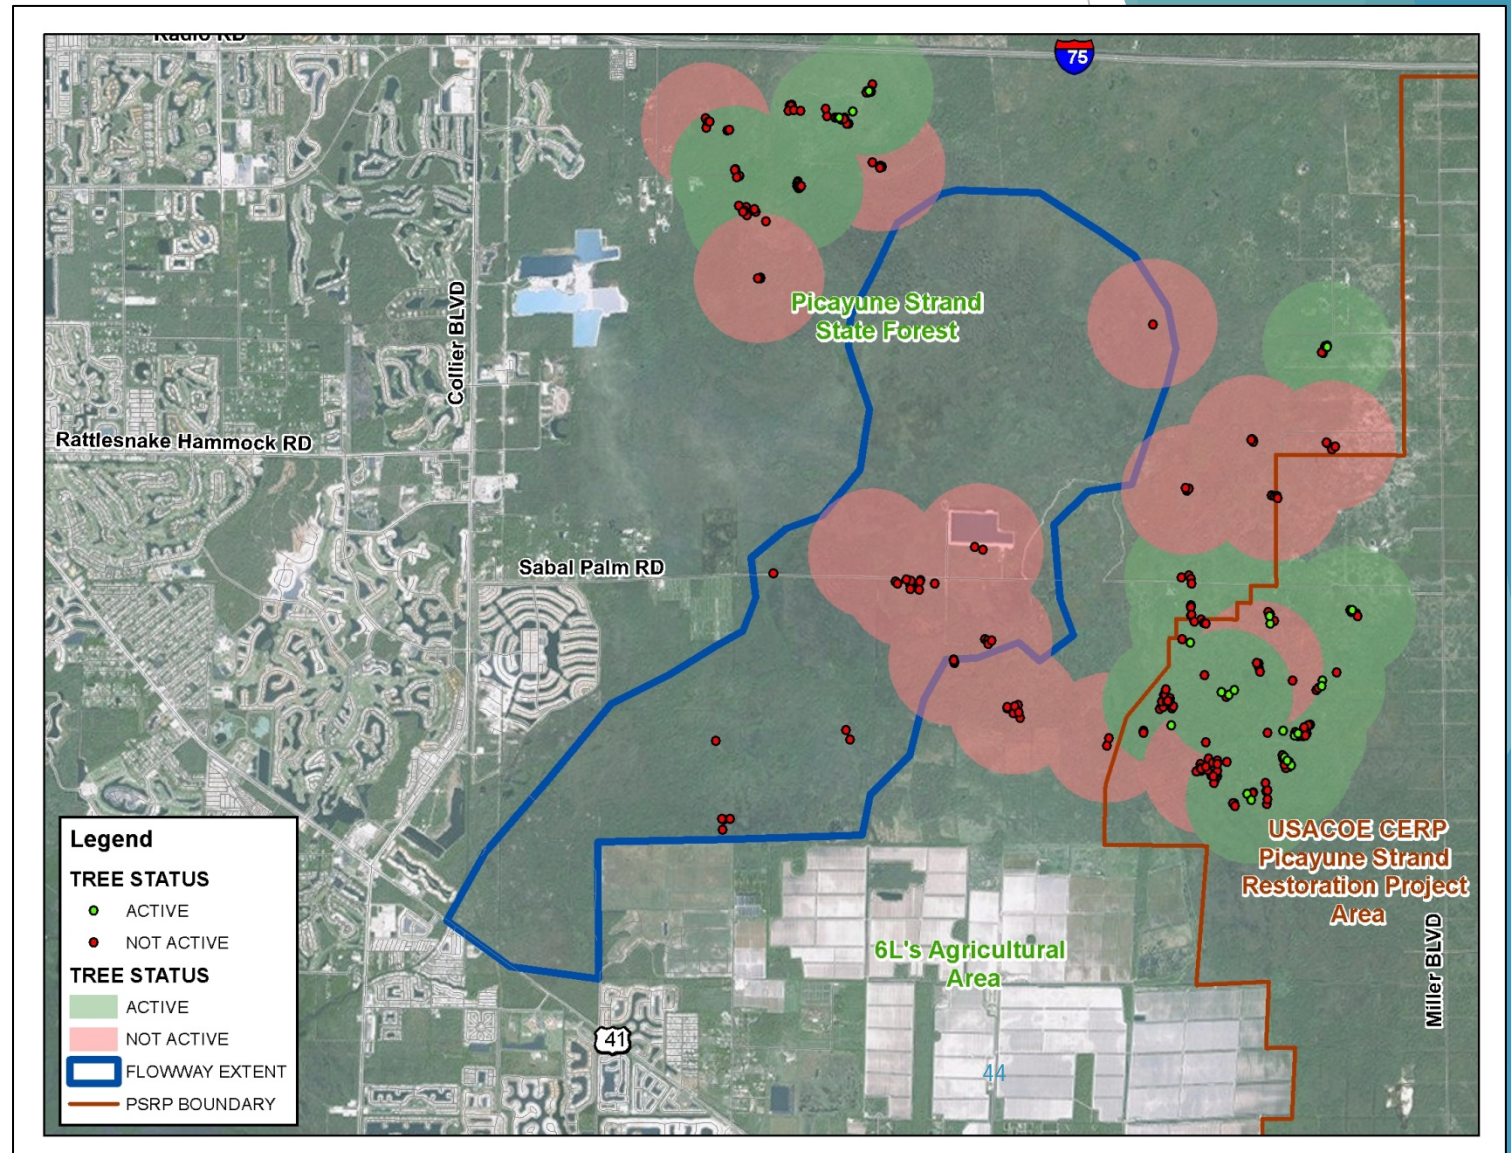 Radio RD
75
Collier BLVD
Picayune Strand
State Forest
Rattlesnake Hammock RD
Sabal Palm RD
USACOE CERP
Picayune Strand
Restoration Project
Area
Miller BLVD
6L's Agricultural
Area
41
44
Legend
TREE STATUS
ACTIVE
NOT ACTIVE
TREE STATUS
ACTIVE
NOT ACTIVE
FLOWWAY EXTENT
PSRP BOUNDARY